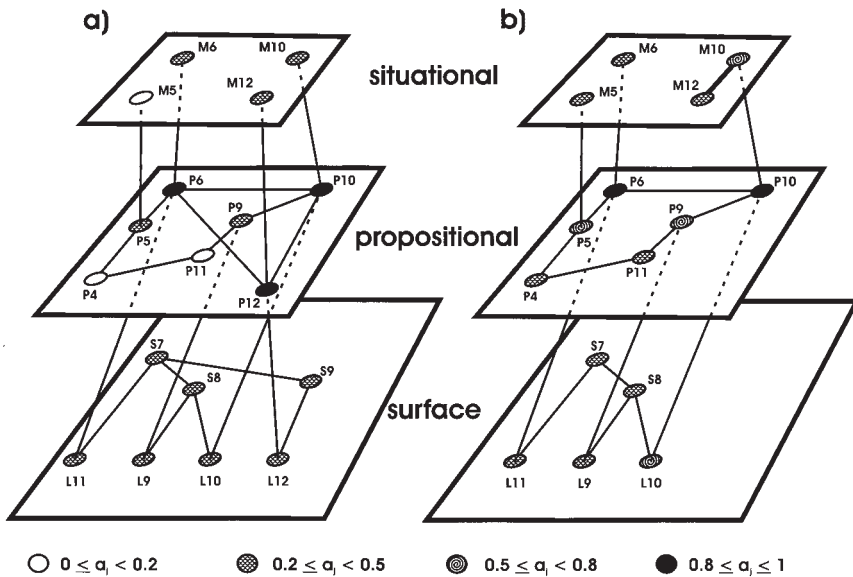 a)
b)
M6
M10
M5
M12
situational
M6
M10
M5
M12
P6
P10
P5
P9
P11
P4
P12
propositional
P6
P10
P5
P9
P11
P4
S7
S8
S9
surface
S7
S8
L11
L9
L10
L12
L11
L9
L10
0 ≤ aᵢ < 0.2
0.2 ≤ aᵢ < 0.5
0.5 ≤ aᵢ < 0.8
0.8 ≤ aᵢ ≤ 1